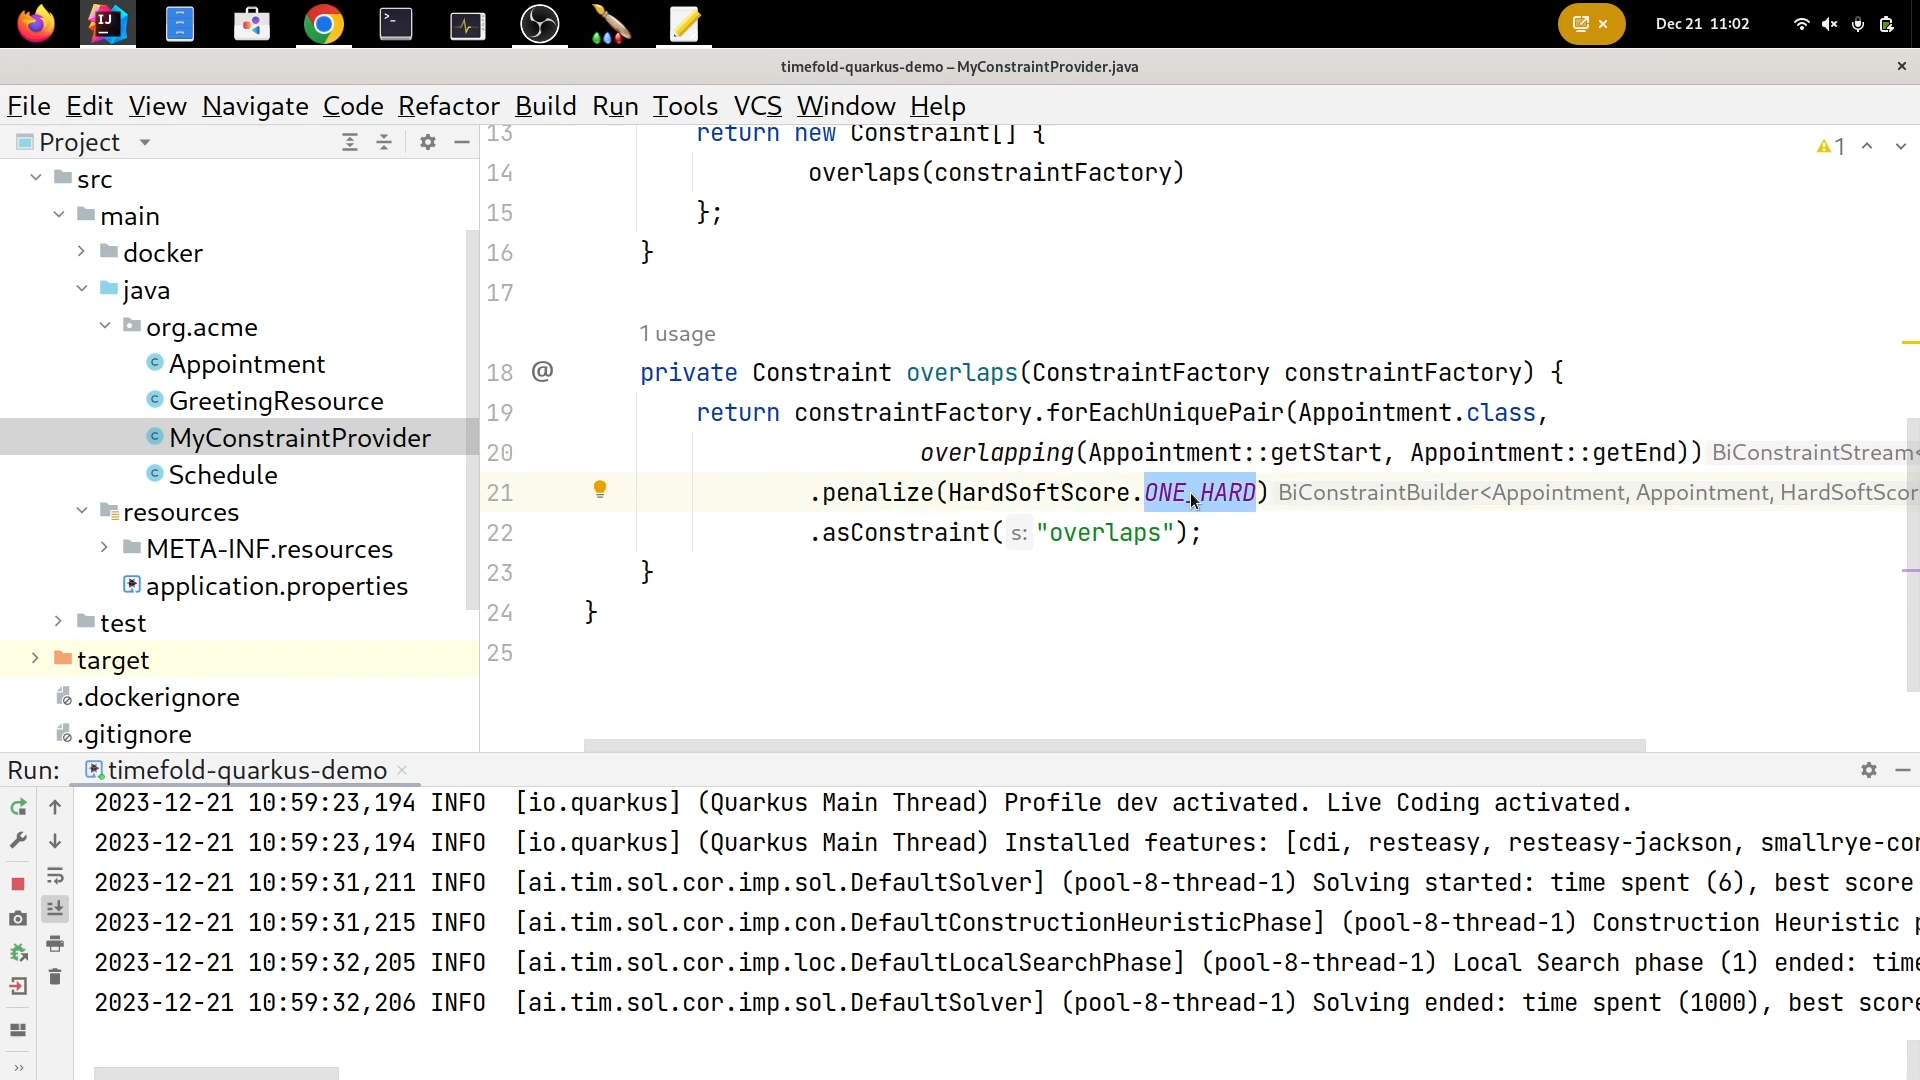 Dec 21 11:02
timefold-quarkus-demo – MyConstraintProvider.java
File Edit View Navigate Code Refactor Build Run Tools VCS Window Help
Project
src
main
docker
java
org.acme
Appointment
GreetingResource
MyConstraintProvider
Schedule
resources
META-INF.resources
application.properties
test
target
.dockerignore
.gitignore
1
13 return new Constraint[] {
14 overlaps(constraintFactory)
15 };
16 }
17
1 usage
18 @ private Constraint overlaps(ConstraintFactory constraintFactory) {
19 return constraintFactory.forEachUniquePair(Appointment.class,
20 overlapping(Appointment::getStart, Appointment::getEnd)) BiConstraintStream<
21 .penalize(HardSoftScore.ONE_HARD) BiConstraintBuilder<Appointment, Appointment, HardSoftScor
22 .asConstraint( s: "overlaps");
23 }
24 }
25
Run: timefold-quarkus-demo
2023-12-21 10:59:23,194 INFO [io.quarkus] (Quarkus Main Thread) Profile dev activated. Live Coding activated.
2023-12-21 10:59:23,194 INFO [io.quarkus] (Quarkus Main Thread) Installed features: [cdi, resteasy, resteasy-jackson, smallrye-con
2023-12-21 10:59:31,211 INFO [ai.tim.sol.cor.imp.sol.DefaultSolver] (pool-8-thread-1) Solving started: time spent (6), best score
2023-12-21 10:59:31,215 INFO [ai.tim.sol.cor.imp.con.DefaultConstructionHeuristicPhase] (pool-8-thread-1) Construction Heuristic p
2023-12-21 10:59:32,205 INFO [ai.tim.sol.cor.imp.loc.DefaultLocalSearchPhase] (pool-8-thread-1) Local Search phase (1) ended: time
2023-12-21 10:59:32,206 INFO [ai.tim.sol.cor.imp.sol.DefaultSolver] (pool-8-thread-1) Solving ended: time spent (1000), best score